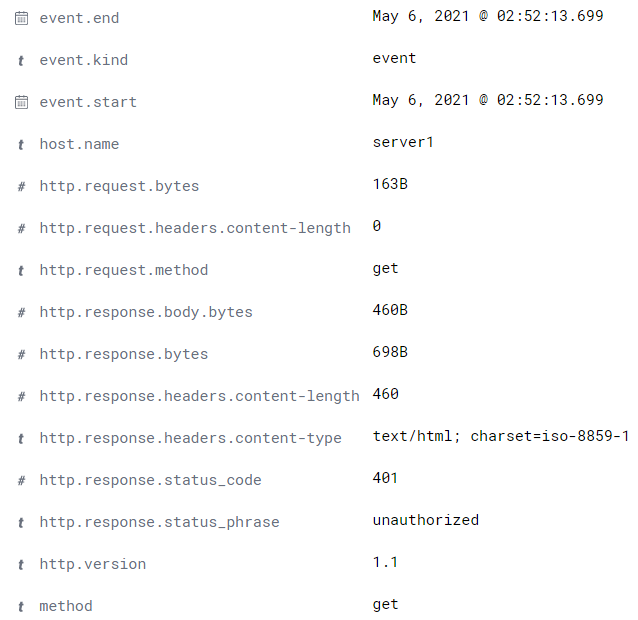 event.end May 6, 2021 @ 02:52:13.699
t event.kind event
event.start May 6, 2021 @ 02:52:13.699
t host.name server1
# http.request.bytes 163B
# http.request.headers.content-length 0
t http.request.method get
# http.response.body.bytes 460B
# http.response.bytes 698B
# http.response.headers.content-length 460
t http.response.headers.content-type text/html; charset=iso-8859-1
# http.response.status_code 401
t http.response.status_phrase unauthorized
t http.version 1.1
t method get